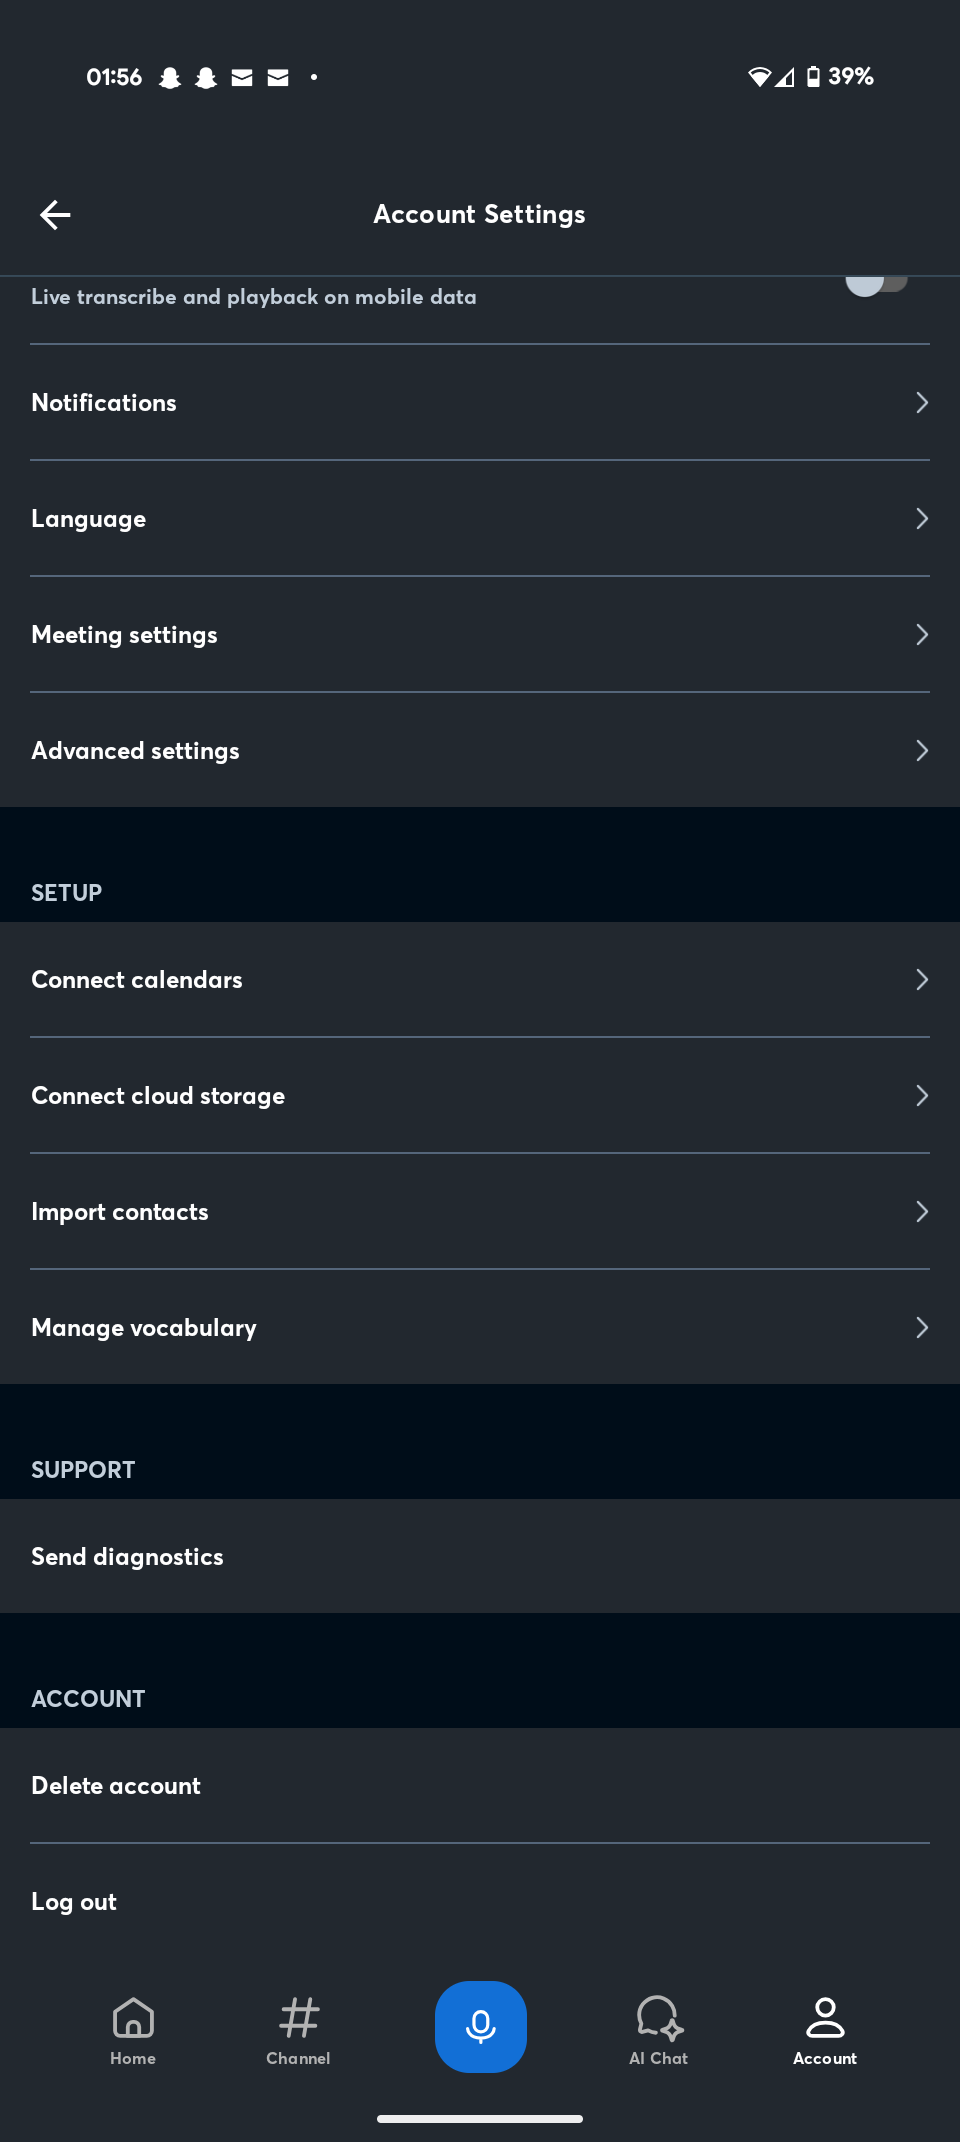 01:56
39%
Account Settings
Live transcribe and playback on mobile data
Notifications
Language
Meeting settings
Advanced settings
SETUP
Connect calendars
Connect cloud storage
Import contacts
Manage vocabulary
SUPPORT
Send diagnostics
ACCOUNT
Delete account
Log out
Home
Channel
AI Chat
Account